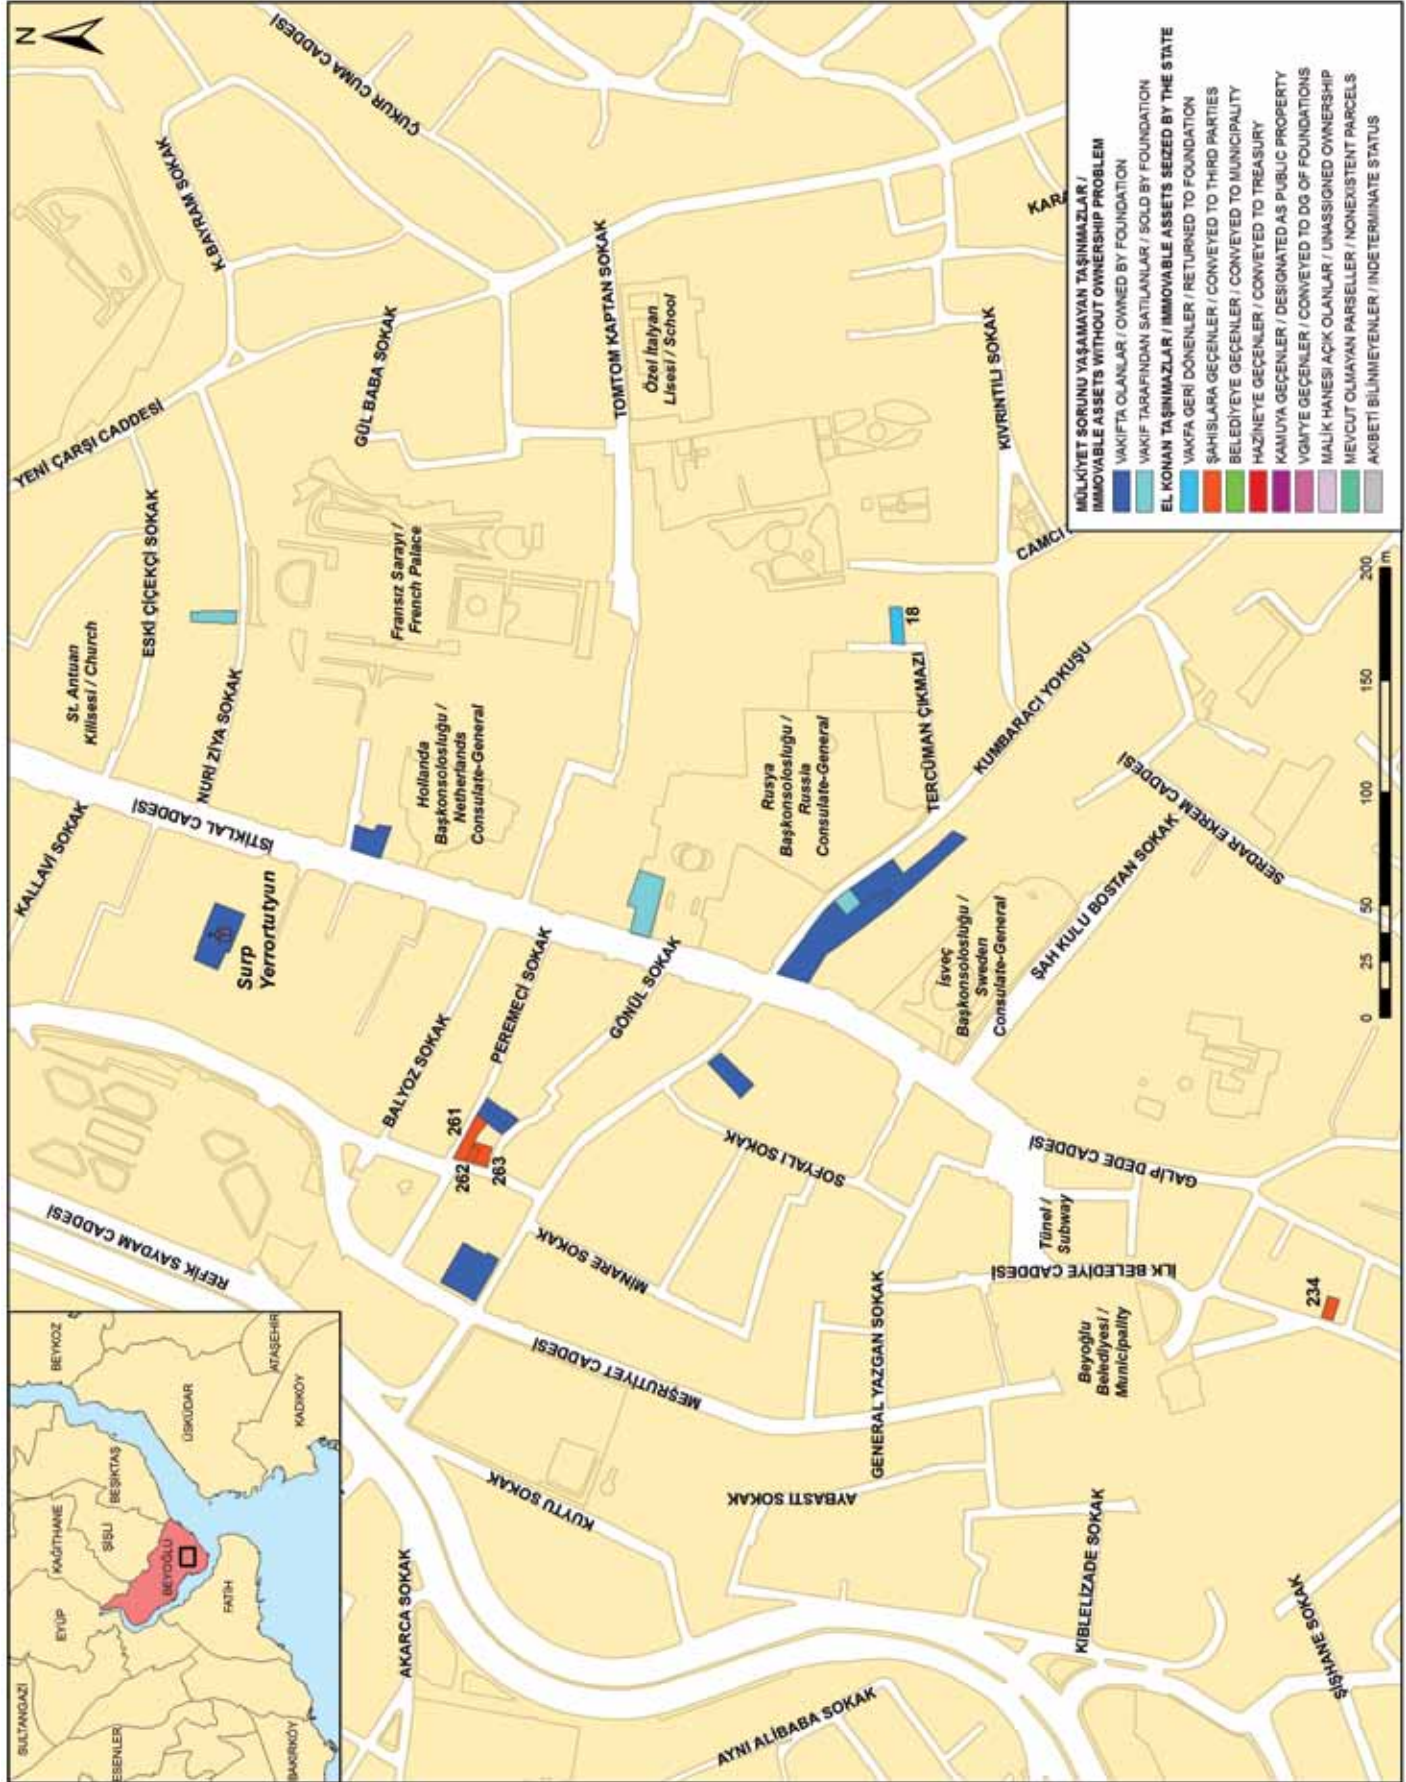 N
SULTANGAZİ
EYÜP
KAĞITHANE
ŞİŞLİ
BEŞİKTAŞ
BEYKOZ
ESENLER
BEYOĞLU
ÜSKÜDAR
ATAŞEHİR
FATİH
KADIKÖY
BAKIRKÖY
REFİK SAYDAM CADDESİ
KALLAVİ SOKAK
St. Antuan
Kilisesi / Church
YENİ ÇARŞI CADDESİ
ESKİ ÇİÇEKÇİ SOKAK
K.BAYRAM SOKAK
ÇUKUR CUMA CADDESİ
İSTİKLAL CADDESİ
NURİ ZİYA SOKAK
Surp
Yerrortutyun
GÜL BABA SOKAK
Fransız Sarayı /
French Palace
Hollanda
Başkonsolosluğu /
Netherlands
Consulate-General
BALYOZ SOKAK
PEREMECİ SOKAK
GÖNÜL SOKAK
261
262
263
TOMTOM KAPTAN SOKAK
Özel İtalyan
Lisesi / School
AKARCA SOKAK
KUYTU SOKAK
MEŞRUTİYET CADDESİ
MİNARE SOKAK
SOFYALI SOKAK
Rusya
Başkonsolosluğu /
Russia
Consulate-General
TERCÜMAN ÇIKMAZI
18
KUMBARACI YOKUŞU
KIVRINTILI SOKAK
CAMCI
KARA
AYBASTI SOKAK
GENERAL YAZGAN SOKAK
İsveç
Başkonsolosluğu /
Sweden
Consulate-General
ŞAH KULU BOSTAN SOKAK
SERDAR EKREM CADDESİ
AYNI ALİBABA SOKAK
İLK BELEDİYE CADDESİ
Tünel /
Subway
GALİP DEDE CADDESİ
KIBLELİZADE SOKAK
Beyoğlu
Belediyesi /
Municipality
234
ŞİŞHANE SOKAK
0 25 50 100 150 200
m
MÜLKİYET SORUNU YAŞAMAYAN TAŞINMAZLAR /
IMMOVABLE ASSETS WITHOUT OWNERSHIP PROBLEM
VAKIFTA OLANLAR / OWNED BY FOUNDATION
VAKIF TARAFINDAN SATILANLAR / SOLD BY FOUNDATION
EL KONAN TAŞINMAZLAR / IMMOVABLE ASSETS SEIZED BY THE STATE
VAKFA GERİ DÖNENLER / RETURNED TO FOUNDATION
ŞAHISLARA GEÇENLER / CONVEYED TO THIRD PARTIES
BELEDİYEYE GEÇENLER / CONVEYED TO MUNICIPALITY
HAZİNEYE GEÇENLER / CONVEYED TO TREASURY
KAMUYA GEÇENLER / DESIGNATED AS PUBLIC PROPERTY
VGM'YE GEÇENLER / CONVEYED TO DG OF FOUNDATIONS
MALİK HANESİ AÇIK OLANLAR / UNASSIGNED OWNERSHIP
MEVCUT OLMAYAN PARSELLER / NONEXISTENT PARCELS
AKIBETİ BİLİNMEYENLER / INDETERMINATE STATUS